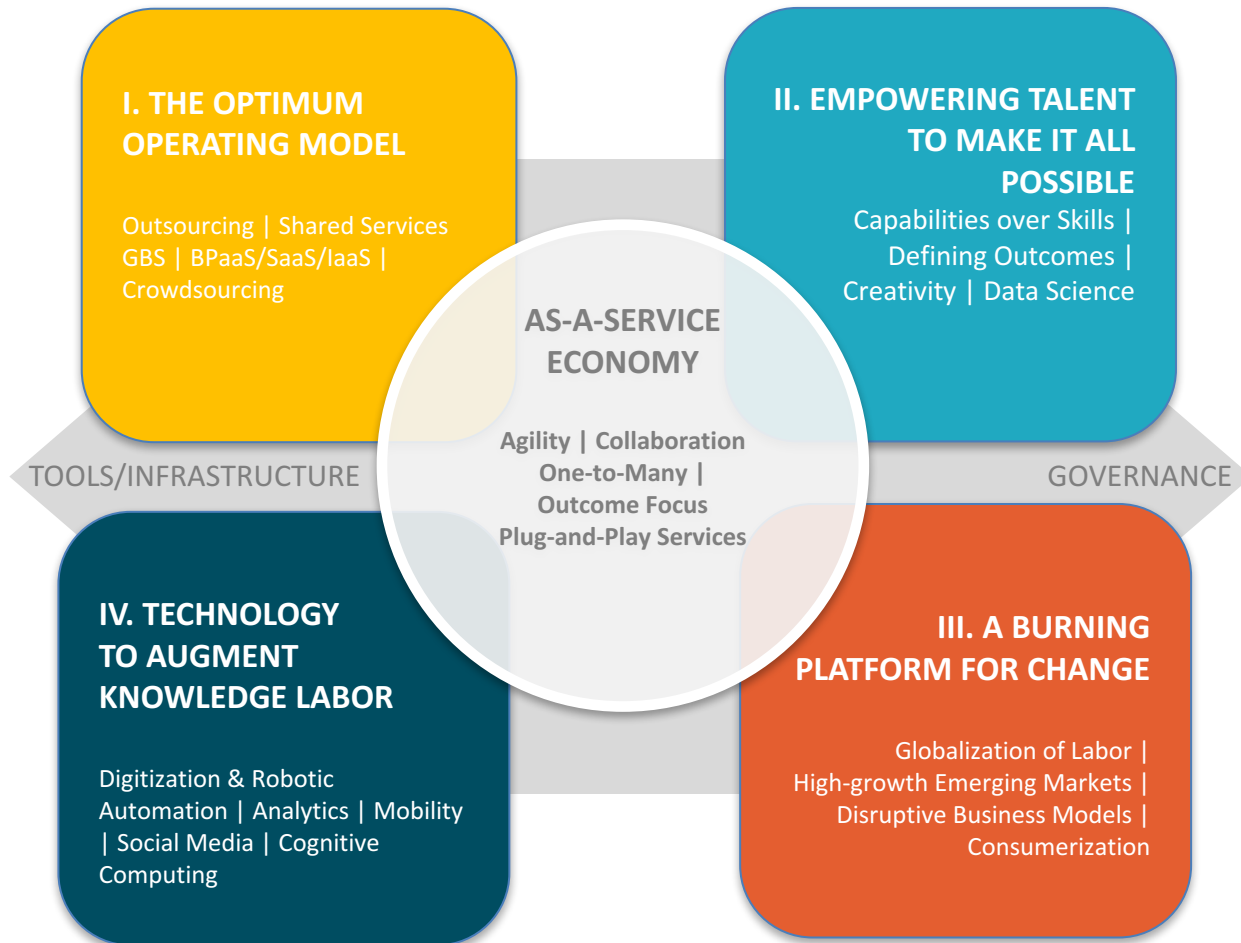 I. THE OPTIMUM
OPERATING MODEL
Outsourcing | Shared Services
GBS | BPaaS/SaaS/IaaS |
Crowdsourcing
II. EMPOWERING TALENT
TO MAKE IT ALL
POSSIBLE
Capabilities over Skills |
Defining Outcomes |
Creativity | Data Science
AS-A-SERVICE
ECONOMY
Agility | Collaboration
One-to-Many |
Outcome Focus
Plug-and-Play Services
TOOLS/INFRASTRUCTURE
GOVERNANCE
IV. TECHNOLOGY
TO AUGMENT
KNOWLEDGE LABOR
Digitization & Robotic
Automation | Analytics | Mobility
| Social Media | Cognitive
Computing
III. A BURNING
PLATFORM FOR CHANGE
Globalization of Labor |
High-growth Emerging Markets |
Disruptive Business Models |
Consumerization